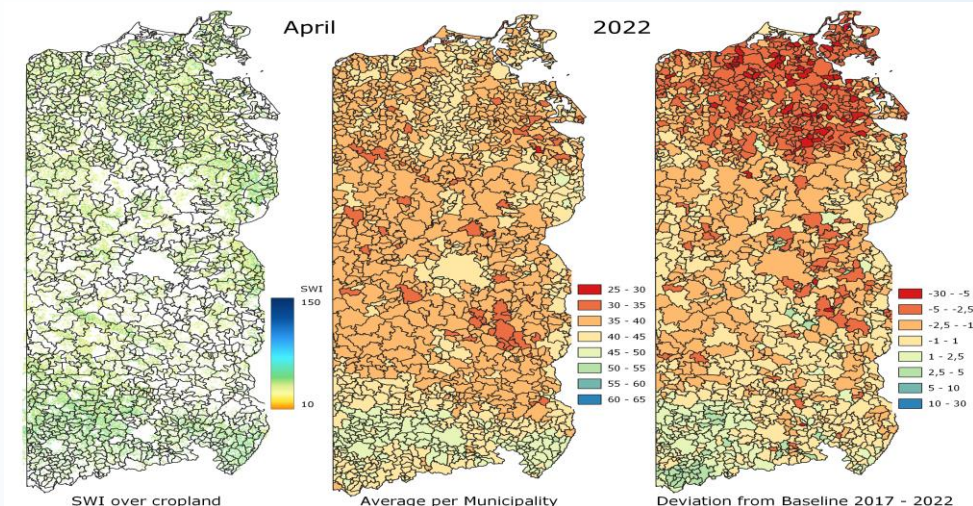 April
2022
SWI
150
10
25 - 30
30 - 35
35 - 40
40 - 45
45 - 50
50 - 55
55 - 60
60 - 65
-30 - -5
-5 - -2,5
-2,5 - -1
-1 - 1
1 - 2,5
2,5 - 5
5 - 10
10 - 30
SWI over cropland
Average per Municipality
Deviation from Baseline 2017 - 2022